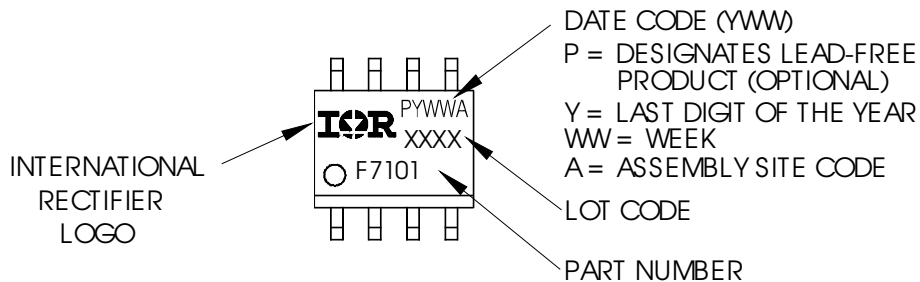 DATE CODE (YWW)
P = DESIGNATES LEAD-FREE
PRODUCT (OPTIONAL)
Y = LAST DIGIT OF THE YEAR
WW = WEEK
A = ASSEMBLY SITE CODE
LOT CODE
PART NUMBER
INTERNATIONAL
RECTIFIER
LOGO
IOR
PYWWA
XXXX
F7101